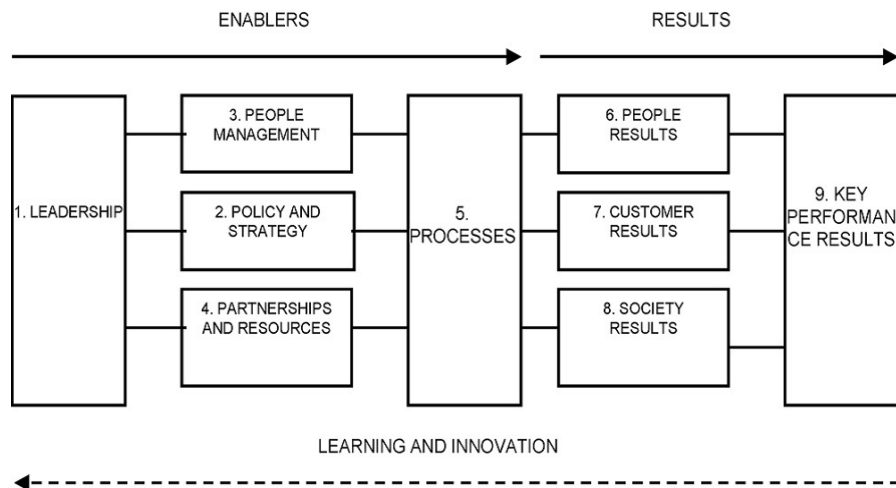 ENABLERS
RESULTS
1. LEADERSHIP
3. PEOPLE
MANAGEMENT
2. POLICY AND
STRATEGY
4. PARTNERSHIPS
AND RESOURCES
5.
PROCESSES
6. PEOPLE
RESULTS
7. CUSTOMER
RESULTS
8. SOCIETY
RESULTS
9. KEY
PERFORMAN
CE RESULTS
LEARNING AND INNOVATION